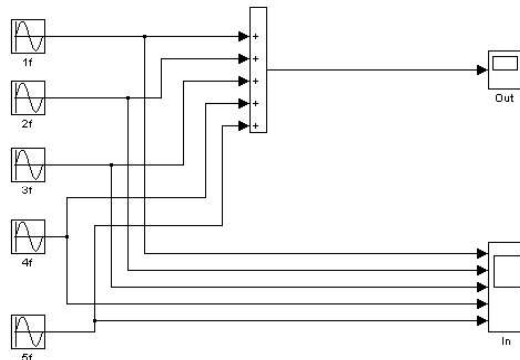 1f
+
+
+
+
+
Out
2f
3f
4f
In
5f